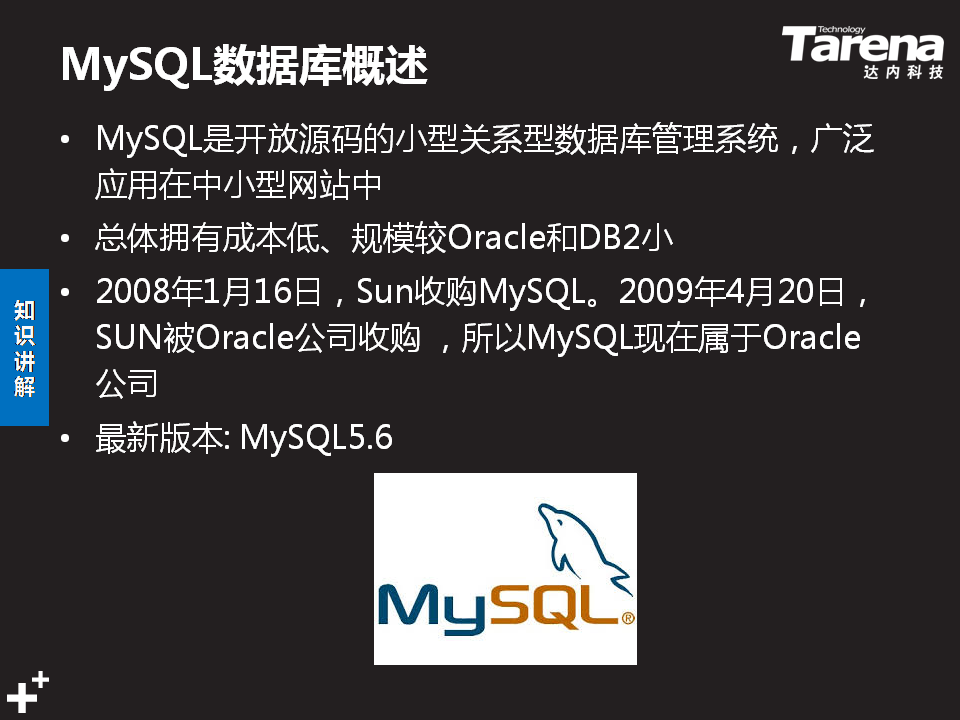 MySQL数据库概述
Technology
Tarena
达内科技
• MySQL是开放源码的小型关系型数据库管理系统，广泛
应用在中小型网站中
• 总体拥有成本低、规模较Oracle和DB2小
• 2008年1月16日，Sun收购MySQL。2009年4月20日，
SUN被Oracle公司收购 ，所以MySQL现在属于Oracle
公司
• 最新版本: MySQL5.6
知识讲解
MySQL®